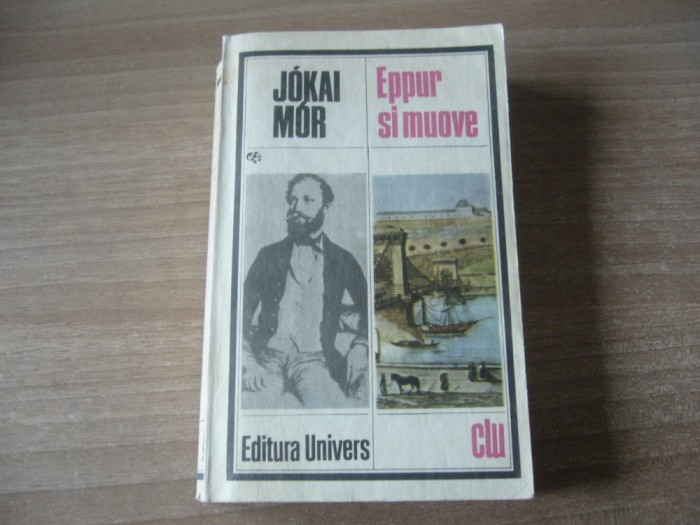 JÓKAI
MÓR
Eppur
si muove
Editura Univers
clu